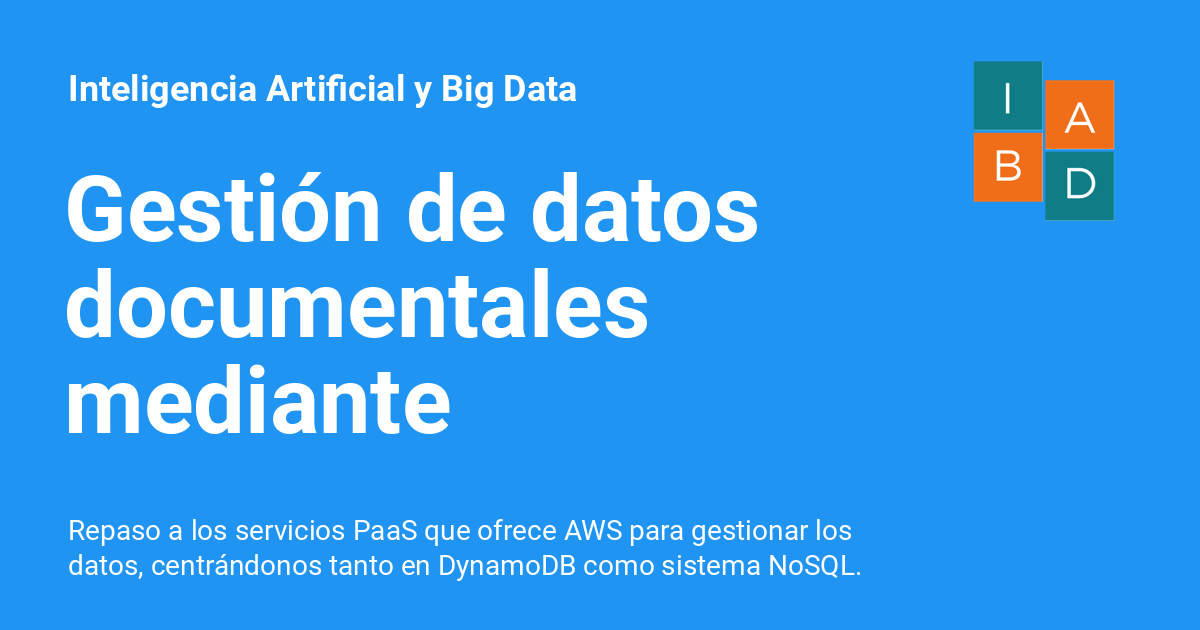 Inteligencia Artificial y Big Data
I
A
B
D
Gestión de datos
documentales
mediante
Repaso a los servicios PaaS que ofrece AWS para gestionar los
datos, centrándonos tanto en DynamoDB como sistema NoSQL.